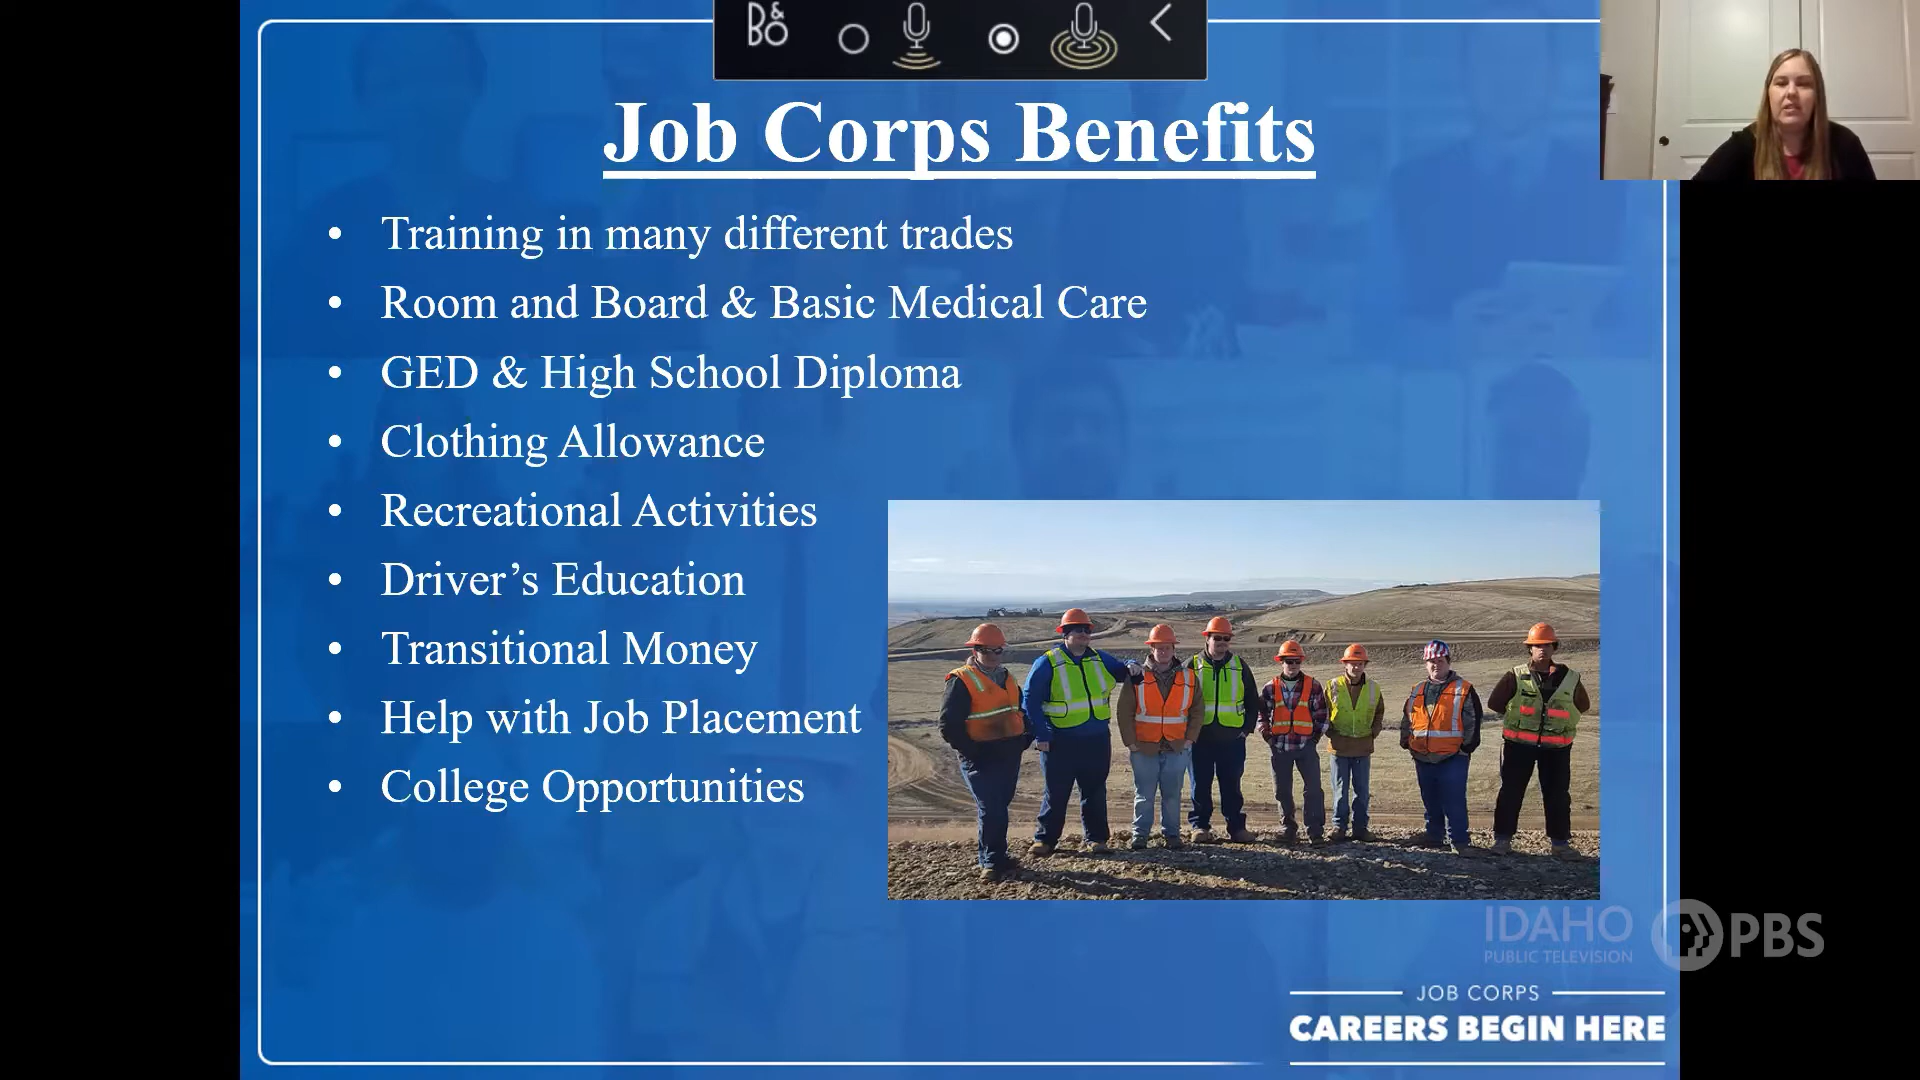 B&O
Job Corps Benefits
• Training in many different trades
• Room and Board & Basic Medical Care
• GED & High School Diploma
• Clothing Allowance
• Recreational Activities
• Driver’s Education
• Transitional Money
• Help with Job Placement
• College Opportunities
IDAHO
PUBLIC TELEVISION
PBS
JOB CORPS
CAREERS BEGIN HERE